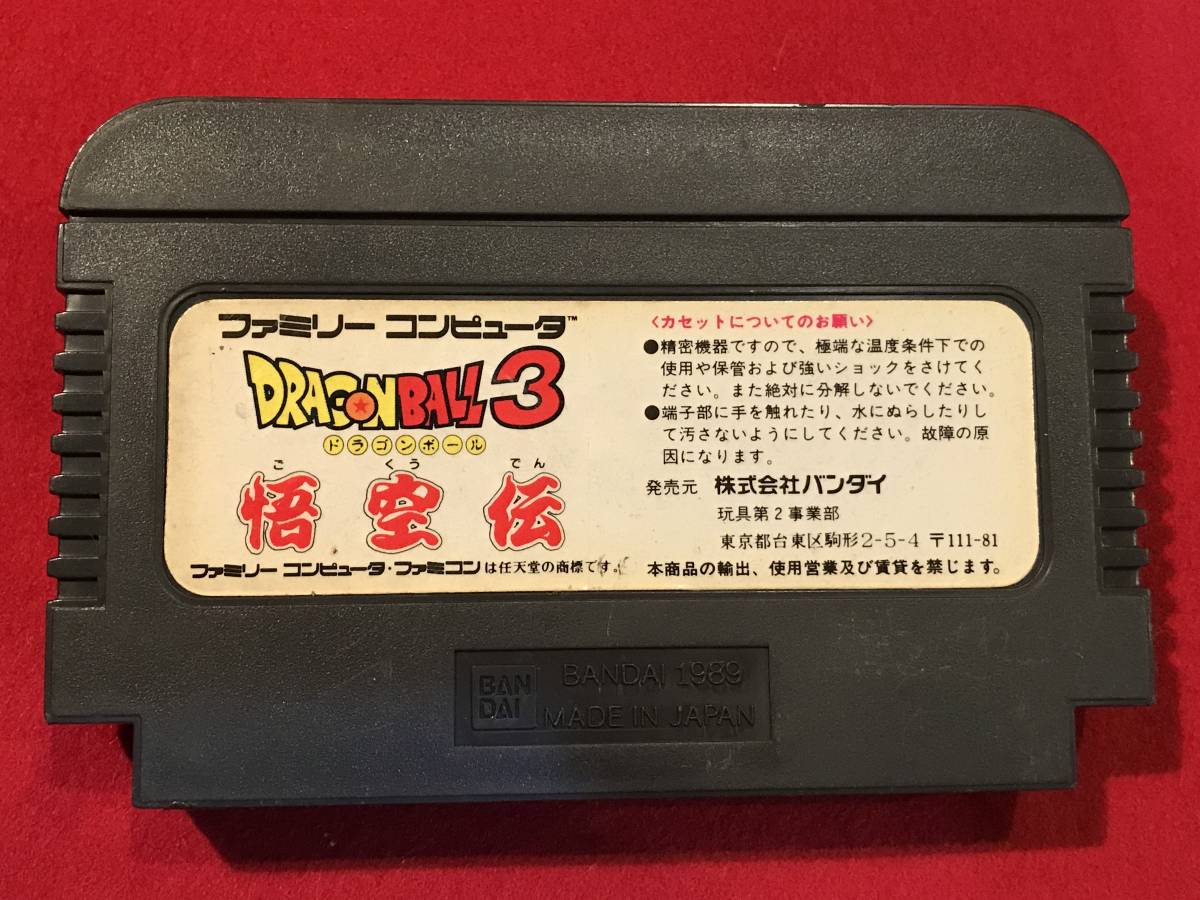 ファミリー コンピュータ™
DRAGON BALL 3
ドラゴンボール
ご くう でん
悟空伝
ファミリー コンピュータ・ファミコンは任天堂の商標です。
〈カセットについてのお願い〉
●精密機器ですので、極端な温度条件下での
使用や保管および強いショックをさけてく
ださい。また絶対に分解しないでください。
●端子部に手を触れたり、水にぬらしたりし
て汚さないようにしてください。故障の原
因になります。
発売元 株式会社バンダイ
玩具第2事業部
東京都台東区駒形2-5-4 〒111-81
本商品の輸出、使用営業及び賃貸を禁じます。
BAN
DAI
BANDAI 1989
MADE IN JAPAN